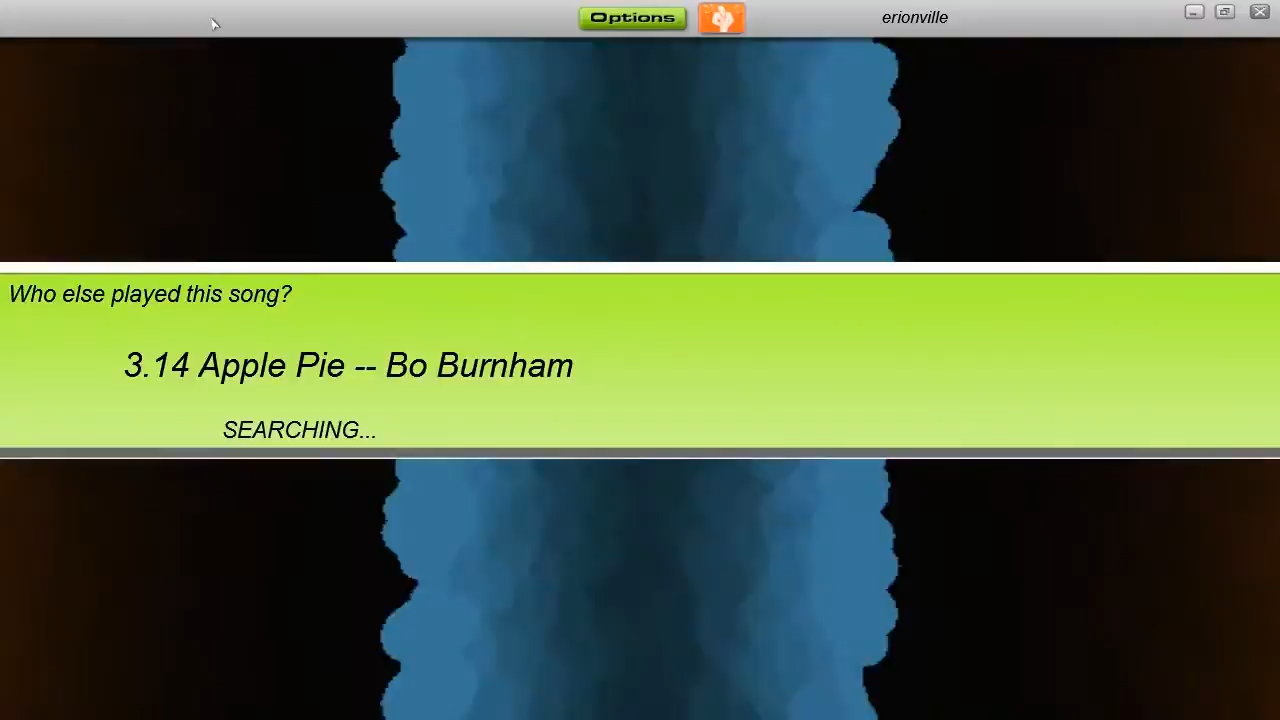 Options
erionville
Who else played this song?
3.14 Apple Pie -- Bo Burnham
SEARCHING...